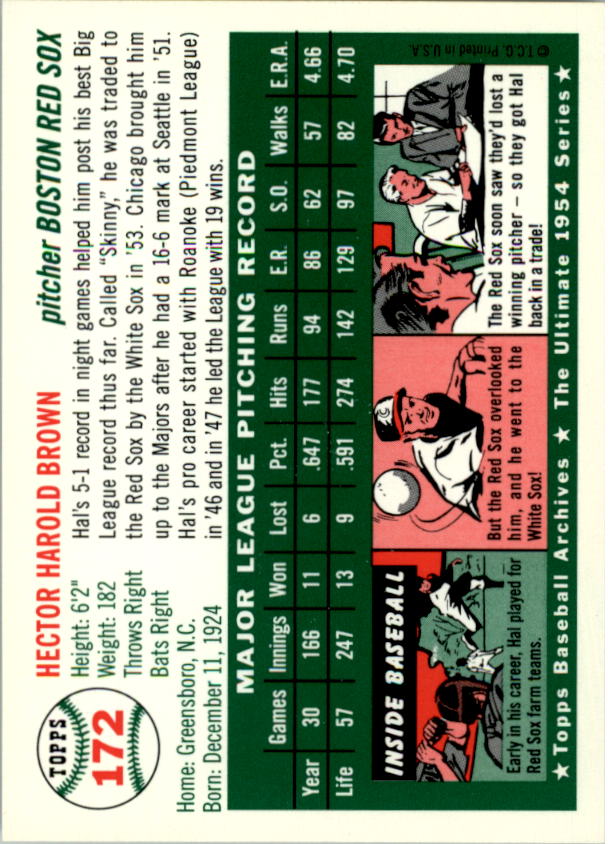 TOPPS
172
HECTOR HAROLD BROWN
pitcher BOSTON RED SOX
Height: 6'2"
Weight: 182
Throws Right
Bats Right
Home: Greensboro, N.C.
Born: December 11, 1924
Hal's 5-1 record in night games helped him post his best Big
League record thus far. Called "Skinny," he was traded to
the Red Sox by the White Sox in '53. Chicago brought him
up to the Majors after he had a 16-6 mark at Seattle in '51.
Hal's pro career started with Roanoke (Piedmont League)
in '46 and in '47 he led the League with 19 wins.
MAJOR LEAGUE PITCHING RECORD
Games Innings Won Lost Pct. Hits Runs E.R. S.O. Walks E.R.A.
Year 30 166 11 6 .647 177 94 86 62 57 4.66
Life 57 247 13 9 .591 274 142 129 97 82 4.70
INSIDE BASEBALL
Early in his career, Hal played for
Red Sox farm teams.
C
But the Red Sox overlooked
him, and he went to the
White Sox!
The Red Sox soon saw they'd lost a
winning pitcher — so they got Hal
back in a trade!
© T.C.G. Printed in U.S.A.
★ Topps Baseball Archives ★ The Ultimate 1954 Series ★